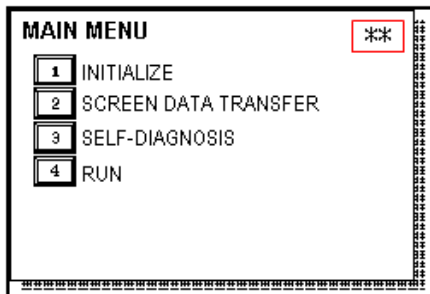 MAIN MENU **
1 INITIALIZE
2 SCREEN DATA TRANSFER
3 SELF-DIAGNOSIS
4 RUN